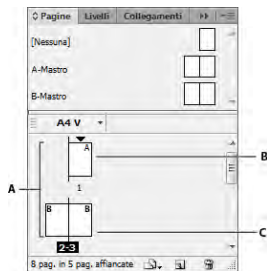 Pagine Livelli Collegamenti
[Nessuna]
A-Mastro
B-Mastro
A4 V
A
B
1
A
B B
C
2-3
8 pag. in 5 pag. affiancate